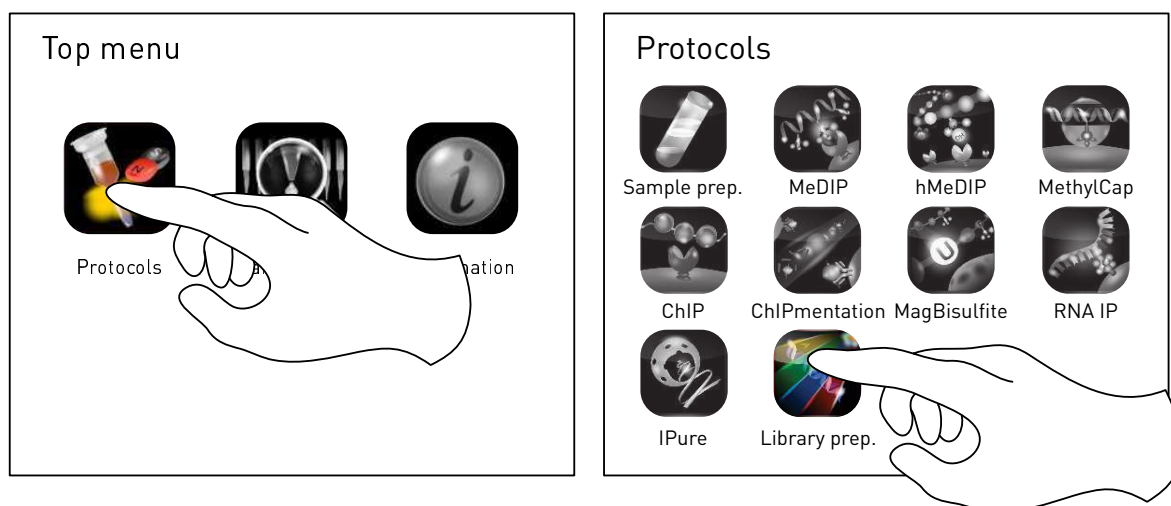 Top menu
Protocols
Protocols
Sample prep. MeDIP hMeDIP MethylCap
ChIP ChIPmentation MagBisulfite RNA IP
IPure Library prep.